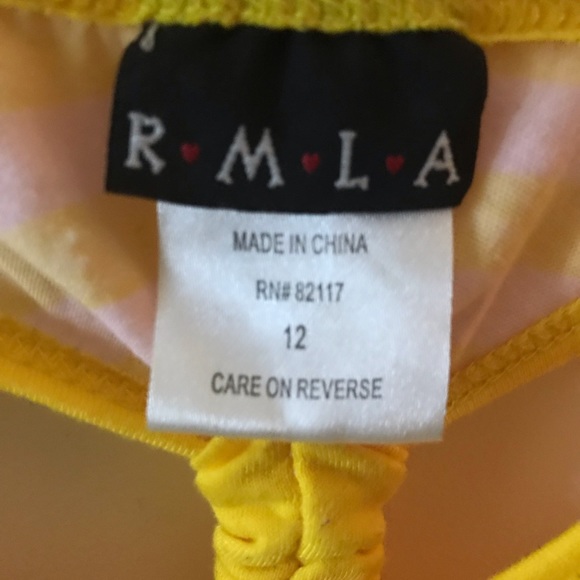 R♥M♥L♥A
MADE IN CHINA
RN# 82117
12
CARE ON REVERSE